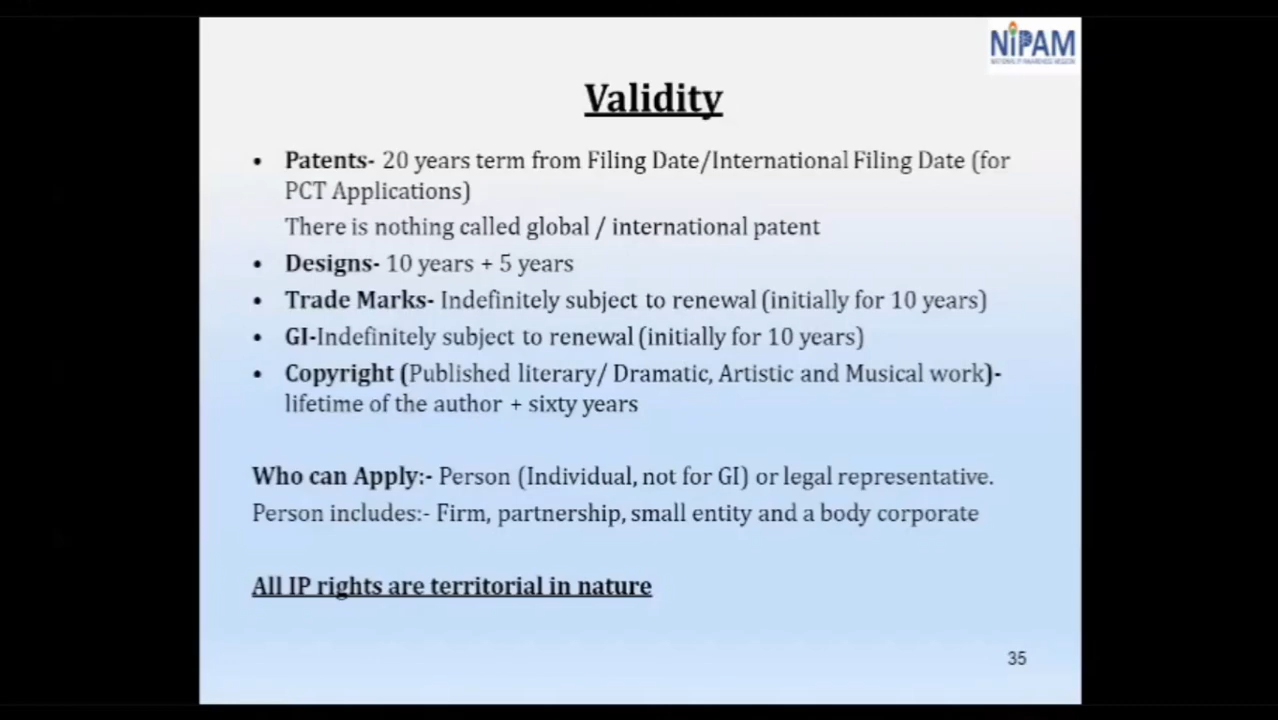 NiPAM
NATIONAL IP AWARENESS MISSION
Validity
• Patents- 20 years term from Filing Date/International Filing Date (for
PCT Applications)
There is nothing called global / international patent
• Designs- 10 years + 5 years
• Trade Marks- Indefinitely subject to renewal (initially for 10 years)
• GI-Indefinitely subject to renewal (initially for 10 years)
• Copyright (Published literary/ Dramatic, Artistic and Musical work)-
lifetime of the author + sixty years
Who can Apply:- Person (Individual, not for GI) or legal representative.
Person includes:- Firm, partnership, small entity and a body corporate
All IP rights are territorial in nature
35